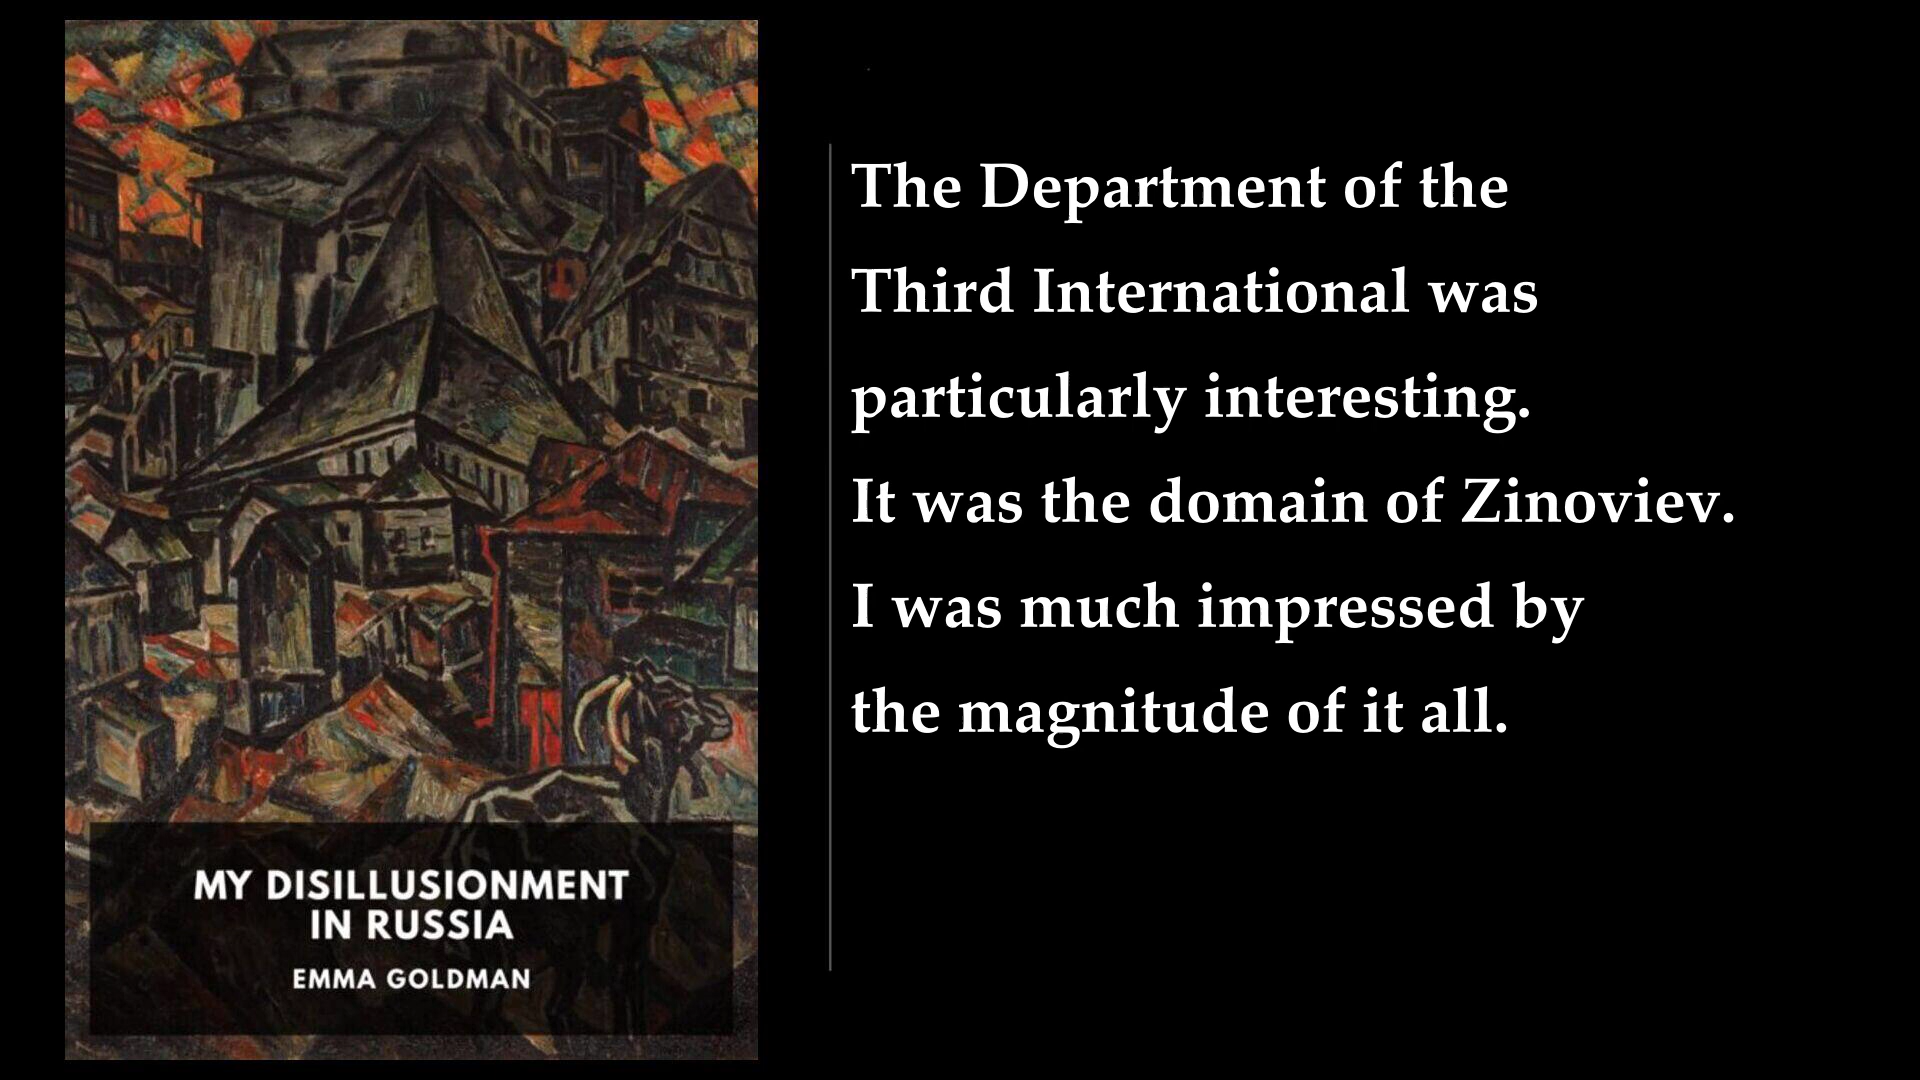 The Department of the
Third International was
particularly interesting.
It was the domain of Zinoviev.
I was much impressed by
the magnitude of it all.
MY DISILLUSIONMENT
IN RUSSIA
EMMA GOLDMAN